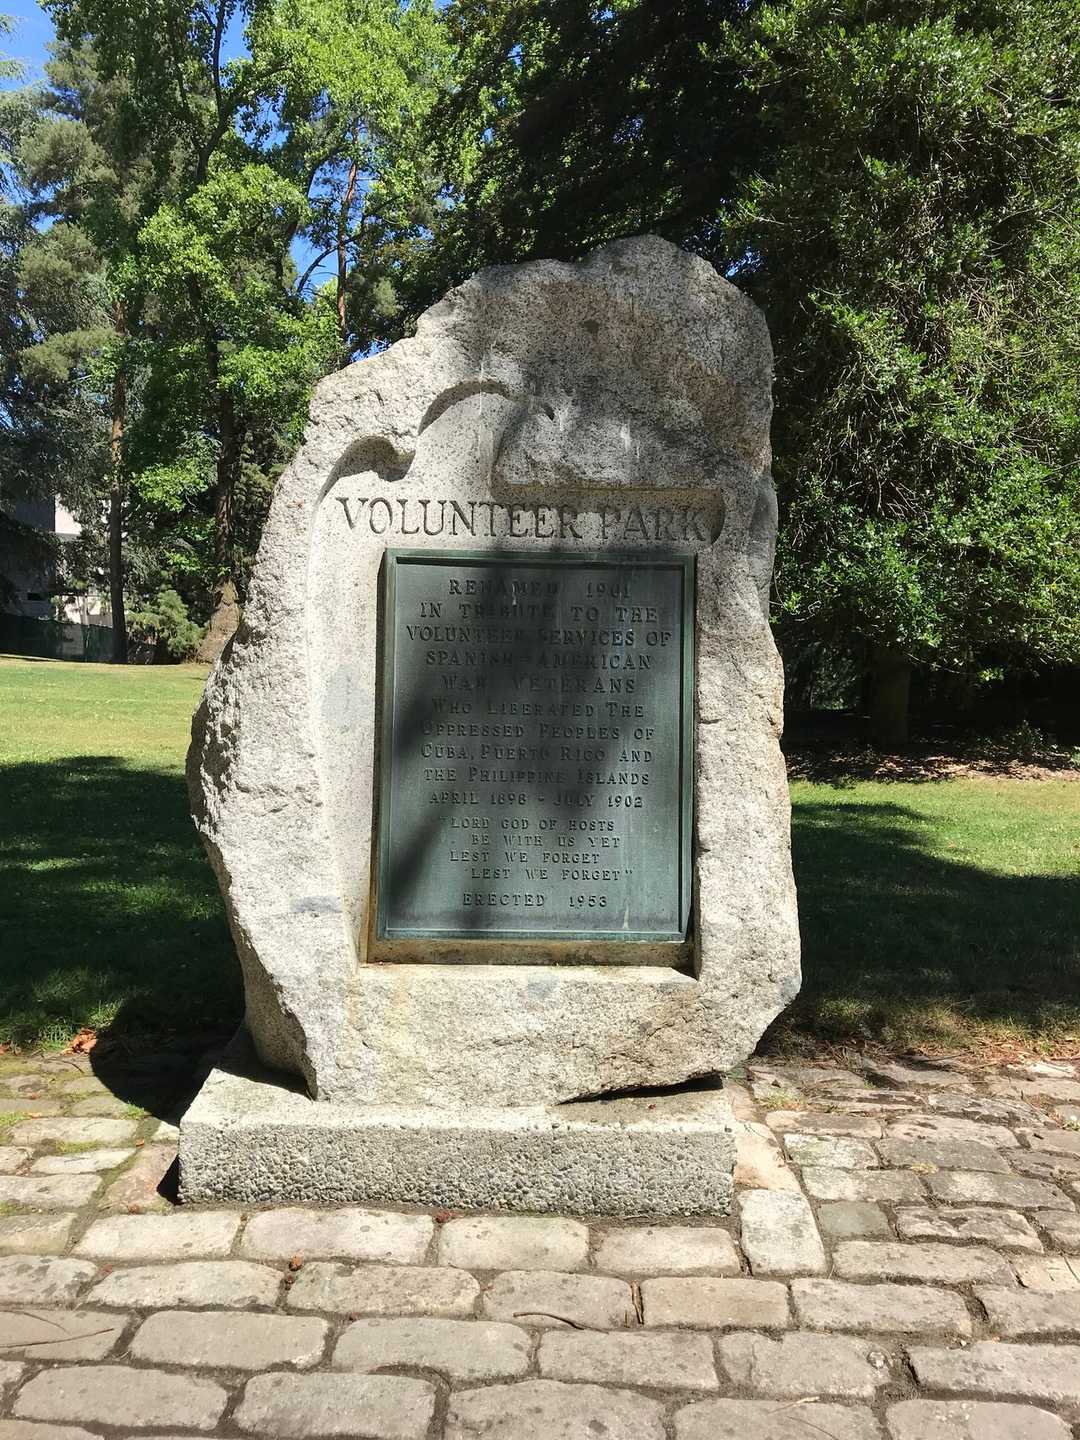 VOLUNTEER PARK
RENAMED 1901
IN TRIBUTE TO THE
VOLUNTEER SERVICES OF
SPANISH-AMERICAN
WAR VETERANS
WHO LIBERATED THE
OPPRESSED PEOPLES OF
CUBA, PUERTO RICO AND
THE PHILIPPINE ISLANDS
APRIL 1898 - JULY 1902
"LORD GOD OF HOSTS
BE WITH US YET
LEST WE FORGET
LEST WE FORGET"
ERECTED 1953